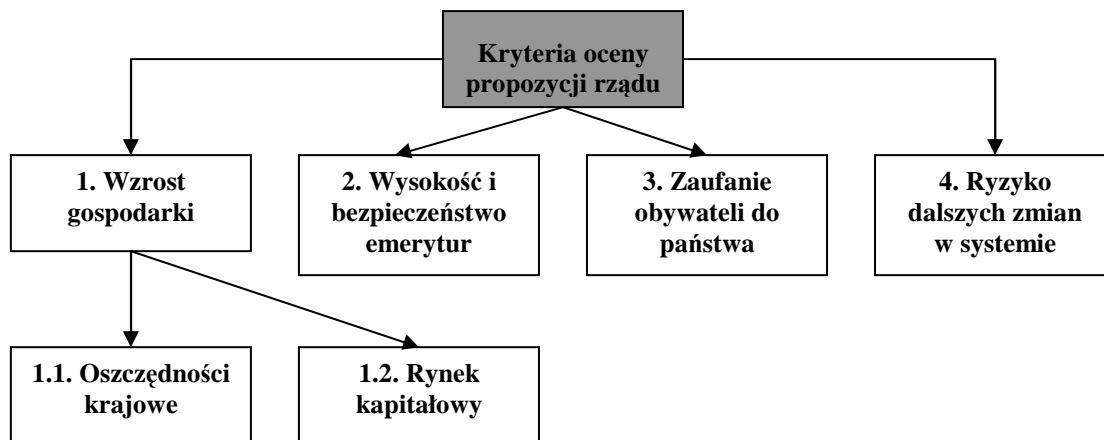 Kryteria oceny
propozycji rządu
1. Wzrost
gospodarki
2. Wysokość i
bezpieczeństwo
emerytur
3. Zaufanie
obywateli do
państwa
4. Ryzyko
dalszych zmian
w systemie
1.1. Oszczędności
krajowe
1.2. Rynek
kapitałowy